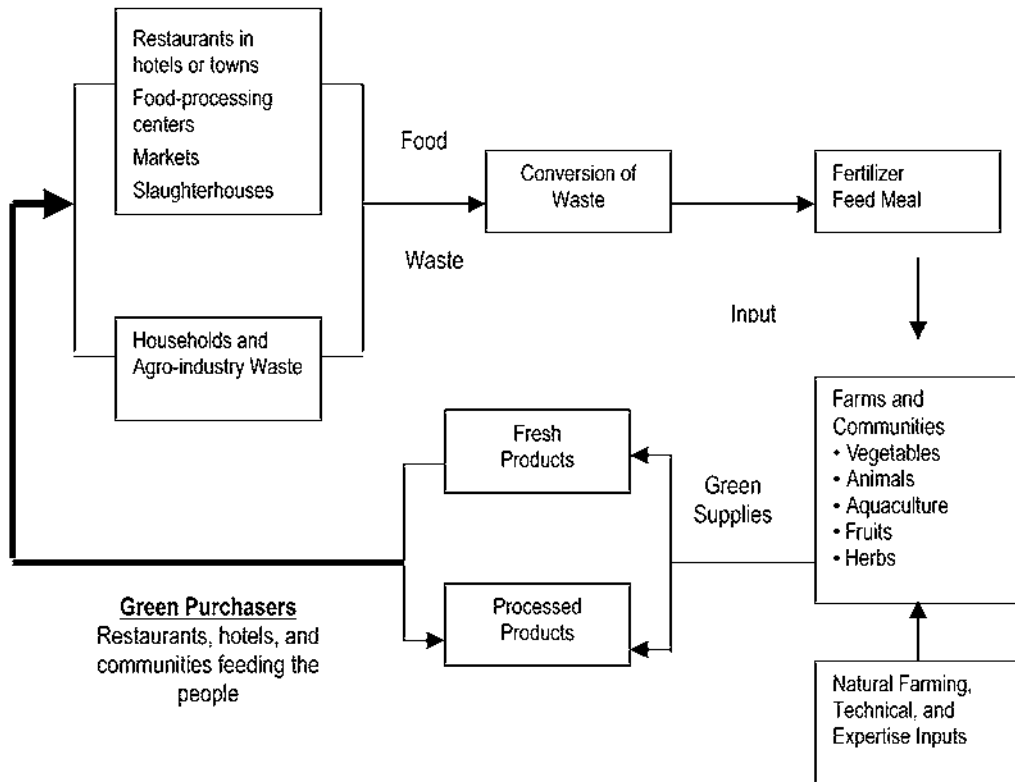 Restaurants in
hotels or towns
Food-processing
centers
Markets
Slaughterhouses
Food
Waste
Conversion of
Waste
Fertilizer
Feed Meal
Input
Households and
Agro-industry Waste
Farms and
Communities
• Vegetables
• Animals
• Aquaculture
• Fruits
• Herbs
Fresh
Products
Green
Supplies
Processed
Products
Green Purchasers
Restaurants, hotels, and
communities feeding the
people
Natural Farming,
Technical, and
Expertise Inputs